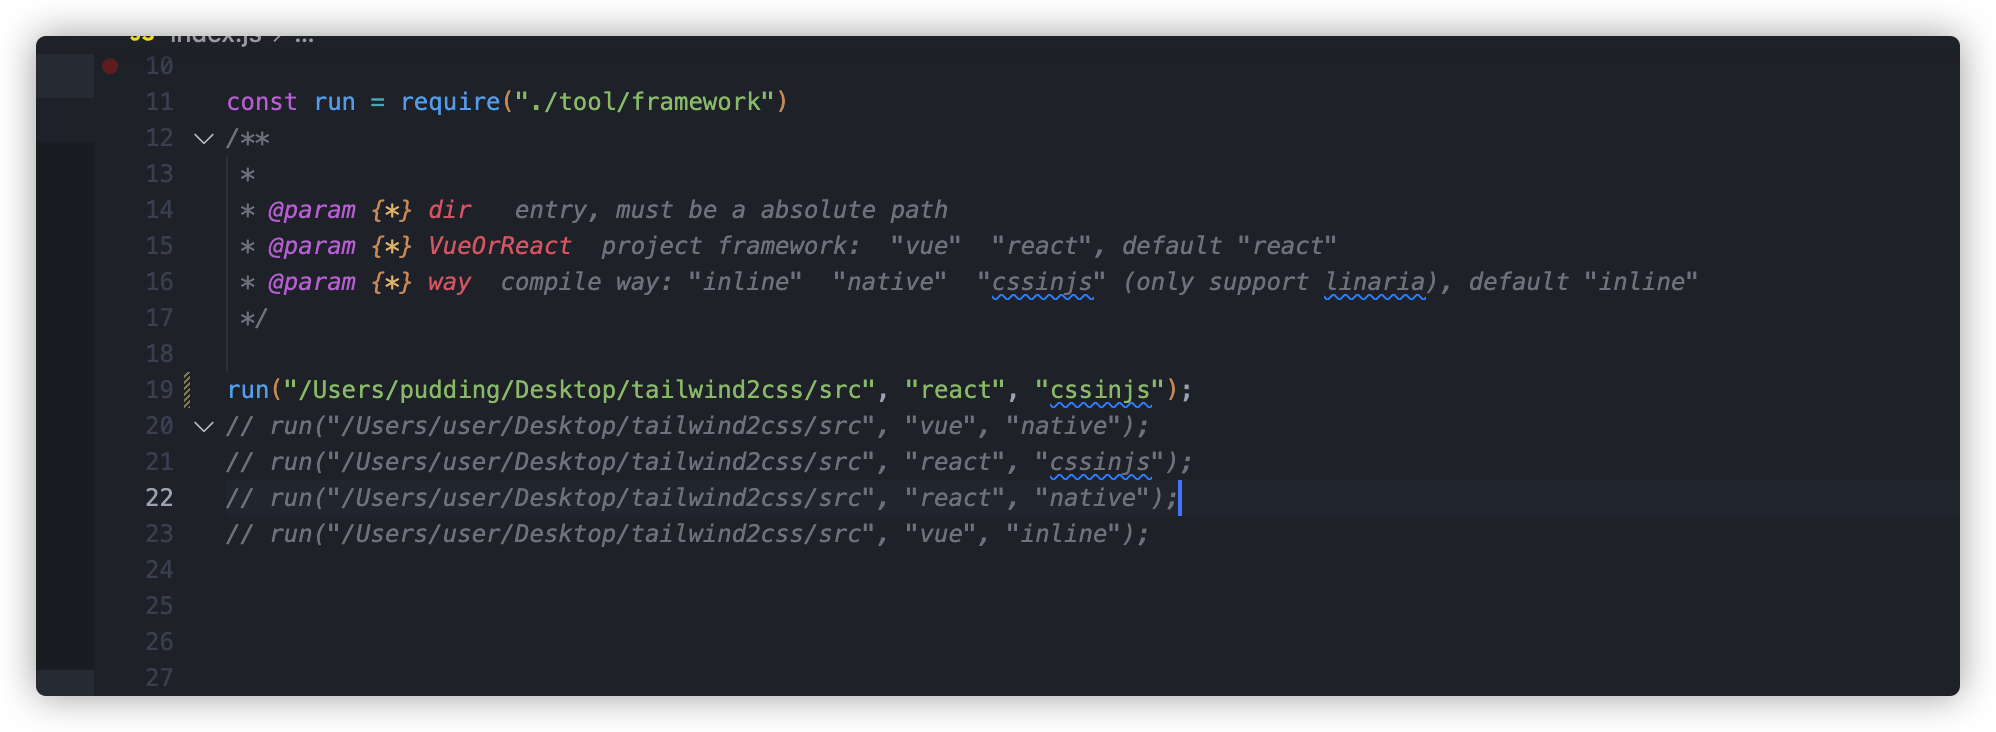 JS index.js > ...
10
11 const run = require("./tool/framework")
12 /**
13 *
14 * @param {*} dir   entry, must be a absolute path
15 * @param {*} VueOrReact  project framework:  "vue"  "react", default "react"
16 * @param {*} way  compile way: "inline"  "native"  "cssinjs" (only support linaria), default "inline"
17 */
18
19 run("/Users/pudding/Desktop/tailwind2css/src", "react", "cssinjs");
20 // run("/Users/user/Desktop/tailwind2css/src", "vue", "native");
21 // run("/Users/user/Desktop/tailwind2css/src", "react", "cssinjs");
22 // run("/Users/user/Desktop/tailwind2css/src", "react", "native");
23 // run("/Users/user/Desktop/tailwind2css/src", "vue", "inline");
24
25
26
27